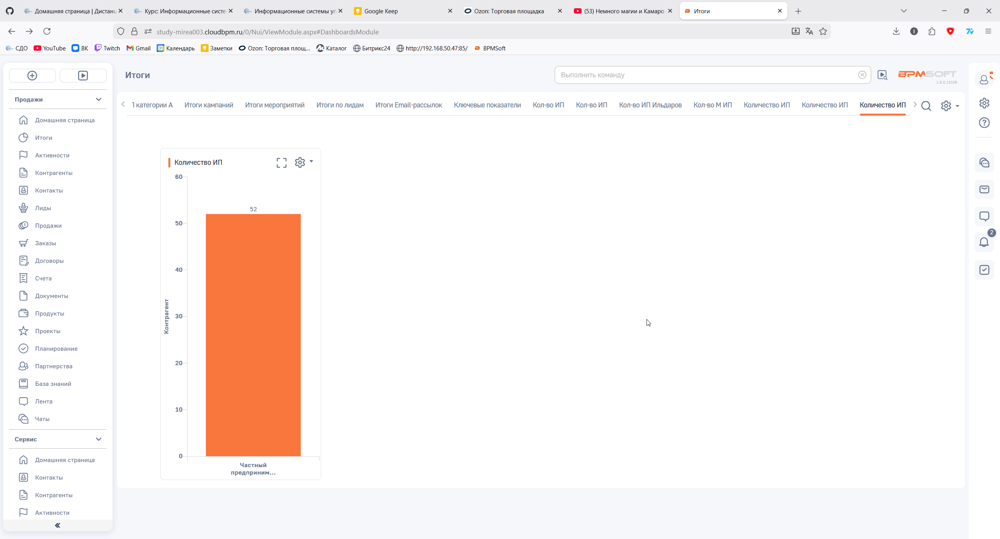 Домашняя страница | Дистанц
Курс: Информационные систе
Информационные системы уп
Google Keep
Ozon: Торговая площадка
(53) Немного магии и Камаро
Итоги
study-mirea003.cloudbpm.ru/0/Nui/ViewModule.aspx#DashboardsModule
СДО
YouTube
ВК
Twitch
Gmail
31
Календарь
Заметки
Ozon: Торговая площ...
Каталог
Битрикс24
http://192.168.50.47:85/
BPMSoft
Итоги
Выполнить команду
BPMSOFT
1.8.0.19108
Продажи
Домашняя страница
Итоги
Активности
Контрагенты
Контакты
Лиды
Продажи
Заказы
Договоры
Счета
Документы
Продукты
Проекты
Планирование
Партнерства
База знаний
Лента
Чаты
Сервис
Домашняя страница
Контакты
Контрагенты
Активности
категории А
Итоги кампаний
Итоги мероприятий
Итоги по лидам
Итоги Email-рассылок
Ключевые показатели
Кол-во ИП
Кол-во ИП
Кол-во ИП Ильдаров
Кол-во М ИП
Количество ИП
Количество ИП
Количество ИП
Количество ИП
60
50
40
30
20
10
0
52
Контрагент
Частный
предприним...
2